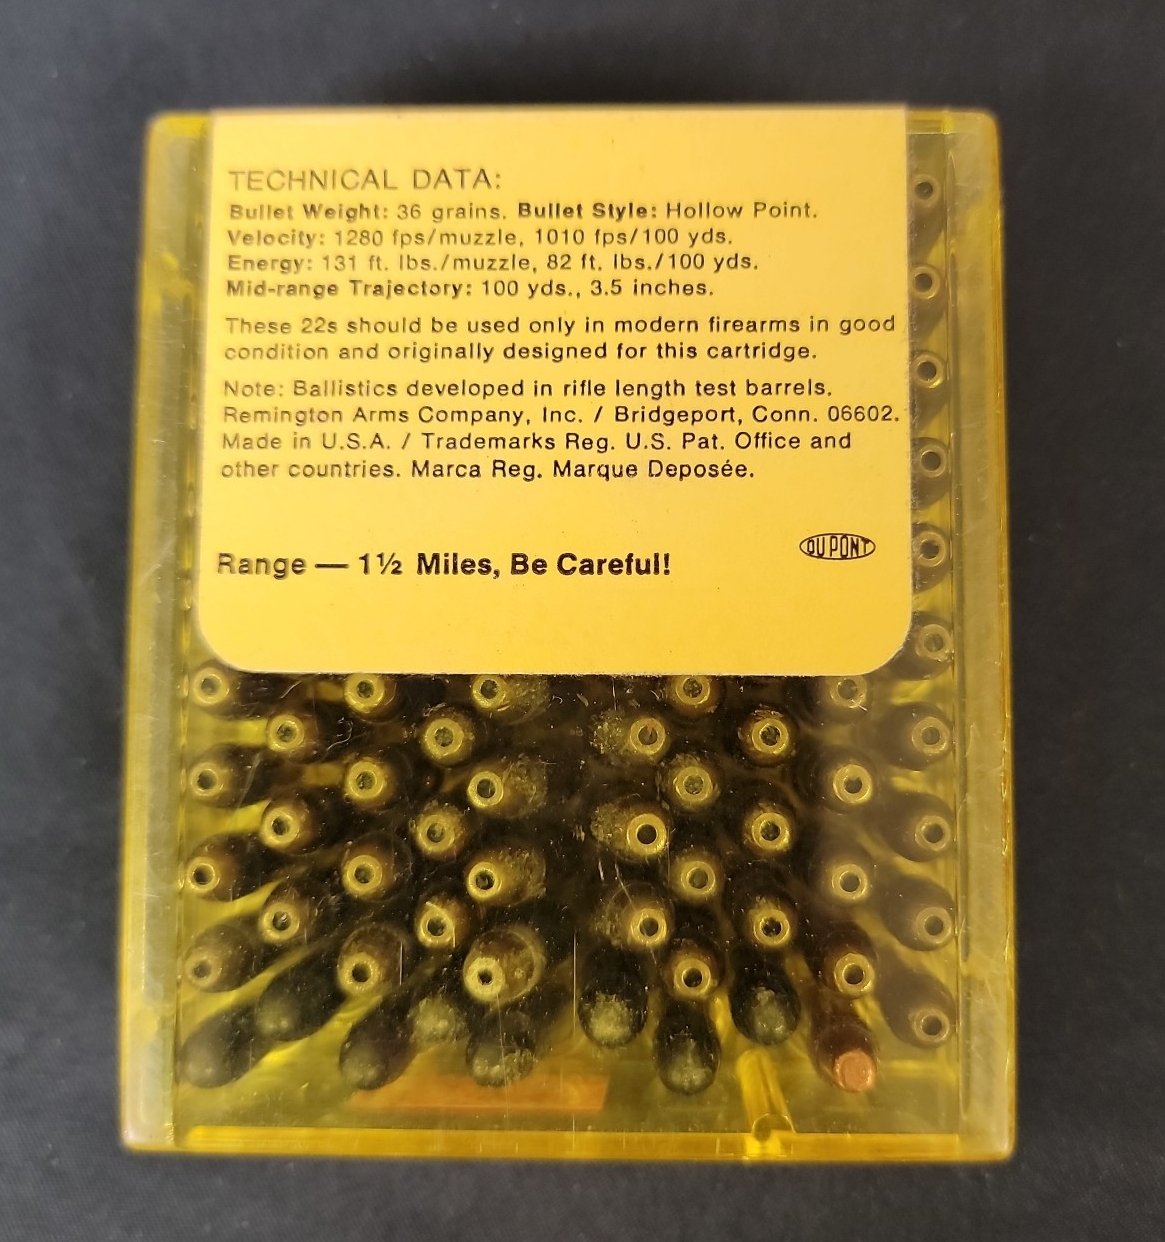 TECHNICAL DATA:
Bullet Weight: 36 grains. Bullet Style: Hollow Point.
Velocity: 1280 fps/muzzle, 1010 fps/100 yds.
Energy: 131 ft. lbs./muzzle, 82 ft. lbs./100 yds.
Mid-range Trajectory: 100 yds., 3.5 inches.
These 22s should be used only in modern firearms in good
condition and originally designed for this cartridge.
Note: Ballistics developed in rifle length test barrels.
Remington Arms Company, Inc. / Bridgeport, Conn. 06602.
Made in U.S.A. / Trademarks Reg. U.S. Pat. Office and
other countries. Marca Reg. Marque Deposée.
DU PONT
Range — 1½ Miles, Be Careful!